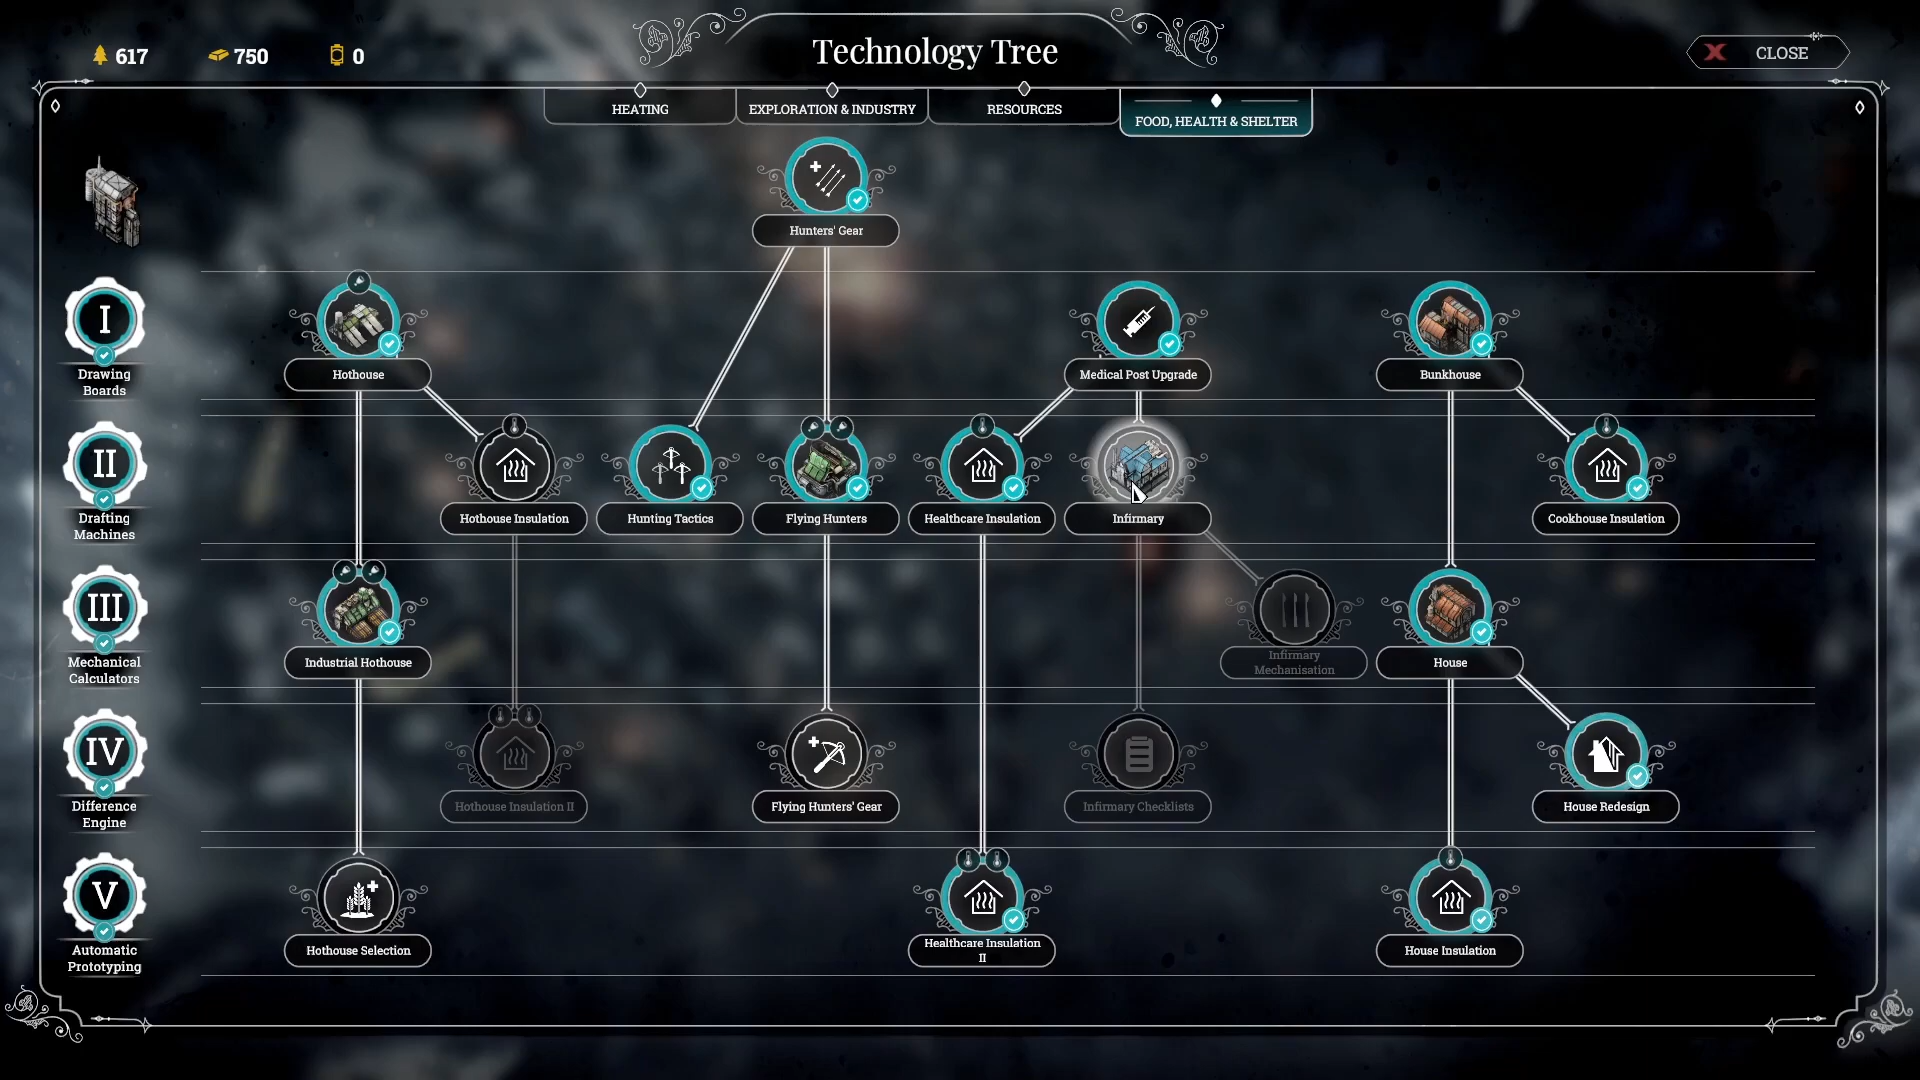 617
750
0
Technology Tree
CLOSE
HEATING
EXPLORATION & INDUSTRY
RESOURCES
FOOD, HEALTH & SHELTER
Hunters' Gear
I
Drawing
Boards
Hothouse
Medical Post Upgrade
Bunkhouse
II
Drafting
Machines
Hothouse Insulation
Hunting Tactics
Flying Hunters
Healthcare Insulation
Infirmary
Cookhouse Insulation
III
Mechanical
Calculators
Industrial Hothouse
Infirmary
Mechanisation
House
IV
Difference
Engine
Hothouse Insulation II
Flying Hunters' Gear
Infirmary Checklists
House Redesign
V
Automatic
Prototyping
Hothouse Selection
Healthcare Insulation
II
House Insulation